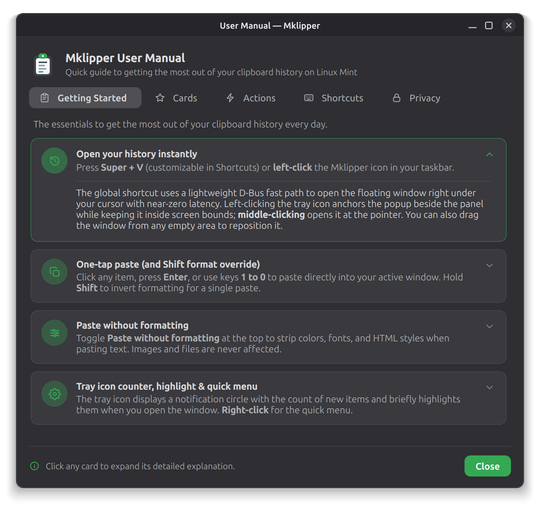 User Manual — Mklipper
Mklipper User Manual
Quick guide to getting the most out of your clipboard history on Linux Mint
Getting Started
Cards
Actions
Shortcuts
Privacy
The essentials to get the most out of your clipboard history every day.
Open your history instantly
Press Super + V (customizable in Shortcuts) or left-click the Mklipper icon in your taskbar.
The global shortcut uses a lightweight D-Bus fast path to open the floating window right under
your cursor with near-zero latency. Left-clicking the tray icon anchors the popup beside the panel
while keeping it inside screen bounds; middle-clicking opens it at the pointer. You can also drag
the window from any empty area to reposition it.
One-tap paste (and Shift format override)
Click any item, press Enter, or use keys 1 to 0 to paste directly into your active window. Hold
Shift to invert formatting for a single paste.
Paste without formatting
Toggle Paste without formatting at the top to strip colors, fonts, and HTML styles when
pasting text. Images and files are never affected.
Tray icon counter, highlight & quick menu
The tray icon displays a notification circle with the count of new items and briefly highlights
them when you open the window. Right-click for the quick menu.
Click any card to expand its detailed explanation.
Close